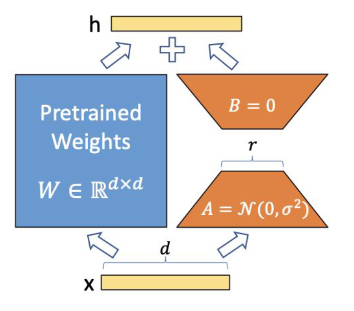 h
Pretrained
Weights
W ∈ ℝ^{d×d}
B = 0
r
A = 𝒩(0, σ²)
d
x